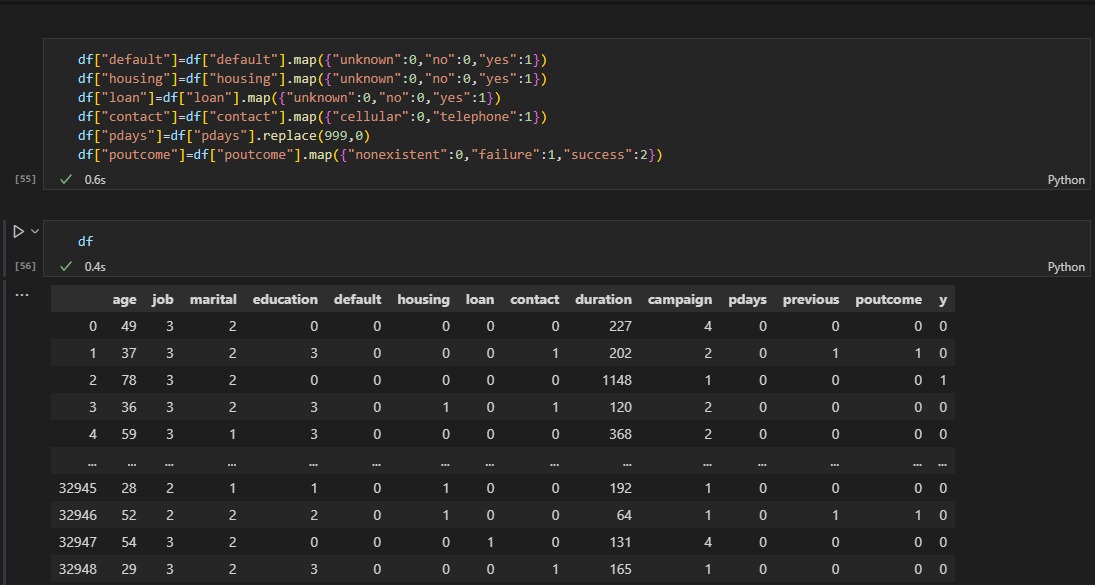 df["default"]=df["default"].map({"unknown":0,"no":0,"yes":1})
df["housing"]=df["housing"].map({"unknown":0,"no":0,"yes":1})
df["loan"]=df["loan"].map({"unknown":0,"no":0,"yes":1})
df["contact"]=df["contact"].map({"cellular":0,"telephone":1})
df["pdays"]=df["pdays"].replace(999,0)
df["poutcome"]=df["poutcome"].map({"nonexistent":0,"failure":1,"success":2})
[55] ✓ 0.6s Python
df
[56] ✓ 0.4s Python
... age job marital education default housing loan contact duration campaign pdays previous poutcome y
0 49 3 2 0 0 0 0 0 227 4 0 0 0 0
1 37 3 2 3 0 0 0 1 202 2 0 1 1 0
2 78 3 2 0 0 0 0 0 1148 1 0 0 0 1
3 36 3 2 3 0 1 0 1 120 2 0 0 0 0
4 59 3 1 3 0 0 0 0 368 2 0 0 0 0
... ... ... ... ... ... ... ... ... ... ... ... ... ... ...
32945 28 2 1 1 0 1 0 0 192 1 0 0 0 0
32946 52 2 2 2 0 1 0 0 64 1 0 1 1 0
32947 54 3 2 0 0 0 1 0 131 4 0 0 0 0
32948 29 3 2 3 0 0 0 1 165 1 0 0 0 0